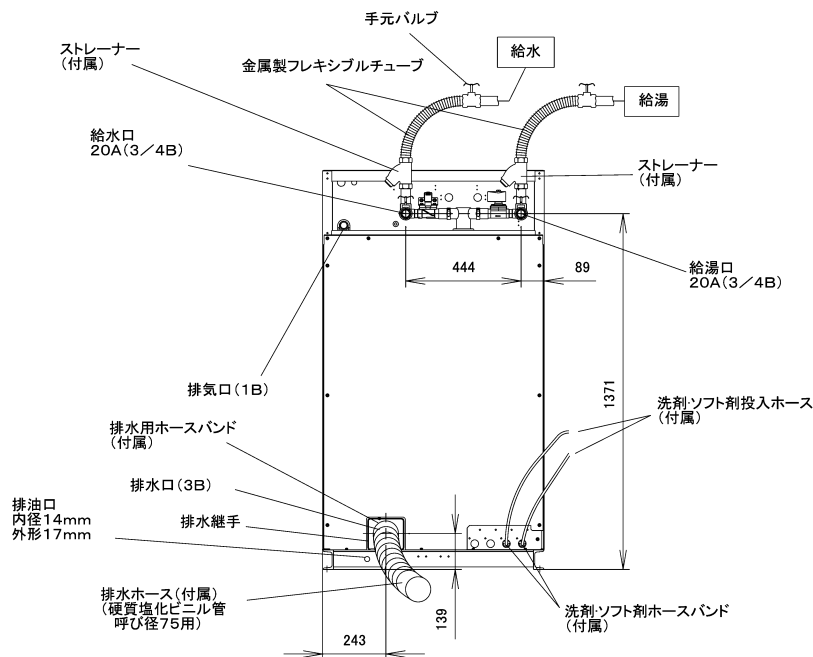 手元バルブ
ストレーナー
(付属)
給水
金属製フレキシブルチューブ
給湯
給水口
20A(3／4B)
ストレーナー
(付属)
444
89
給湯口
20A(3／4B)
排気口(1B)
1371
洗剤・ソフト剤投入ホース
(付属)
排水用ホースバンド
(付属)
排水口(3B)
排油口
内径14mm
外形17mm
排水継手
排水ホース(付属)
(硬質塩化ビニル管
呼び径75用)
139
洗剤・ソフト剤ホースバンド
(付属)
243